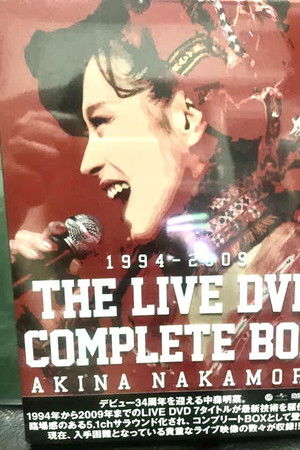 1994-2009
THE LIVE DVD
COMPLETE BO
AKINA NAKAMOR
デビュー34周年を迎える中森明菜。
1994年から2009年までのLIVE DVD 7タイトルが最新技術を駆
臨場感のある5.1chサラウンド化され、コンプリートBOXとして登
現在、入手困難となっている貴重なライブ映像の数々が収録!